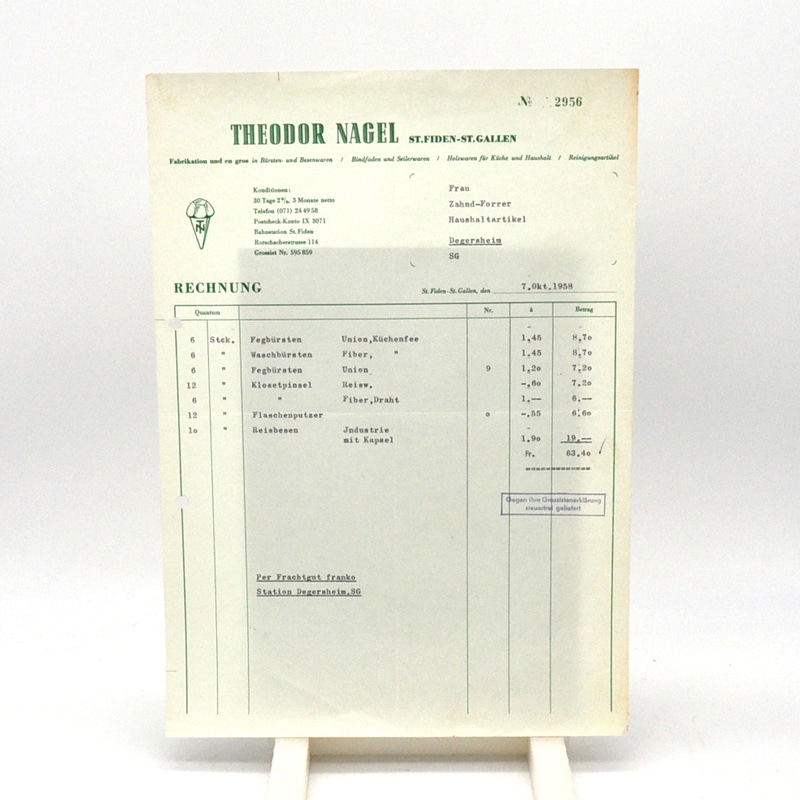 № 2956
THEODOR NAGEL ST. FIDEN-ST. GALLEN
Fabrikation und en gros in Bürsten- und Besenwaren / Bindfaden und Seilerwaren / Holzwaren für Küche und Haushalt / Reinigungsartikel
Konditionen:
30 Tage 2%, 3 Monate netto
Telefon (071) 24 49 58
Postcheck-Konto IX 3071
Bahnstation St. Fiden
Rorschacherstrasse 114
Grossist Nr. 595 859
Frau
Zahnd-Forrer
Haushaltartikel
Degersheim
SG
TN
RECHNUNG
St. Fiden-St. Gallen, den 7.Okt.1958
Quantum Nr. à Betrag
6 Stck. Fegbürsten Union,Küchenfee 1,45 8,7o
6 " Waschbürsten Fiber, " 1,45 8,7o
6 " Fegbürsten Union 9 1,2o 7,2o
12 " Klosetpinsel Reisw. -,6o 7,2o
6 " " Fiber,Draht 1,-- 6,--
12 " Flaschenputzer o -,55 6,6o
1o " Reisbesen Jndustrie
mit Kapsel 1,9o 19,--
Fr. 63,4o
Gegen Ihre Grossistenerklärung
steuerfrei geliefert
Per Frachtgut franko
Station Degersheim,SG